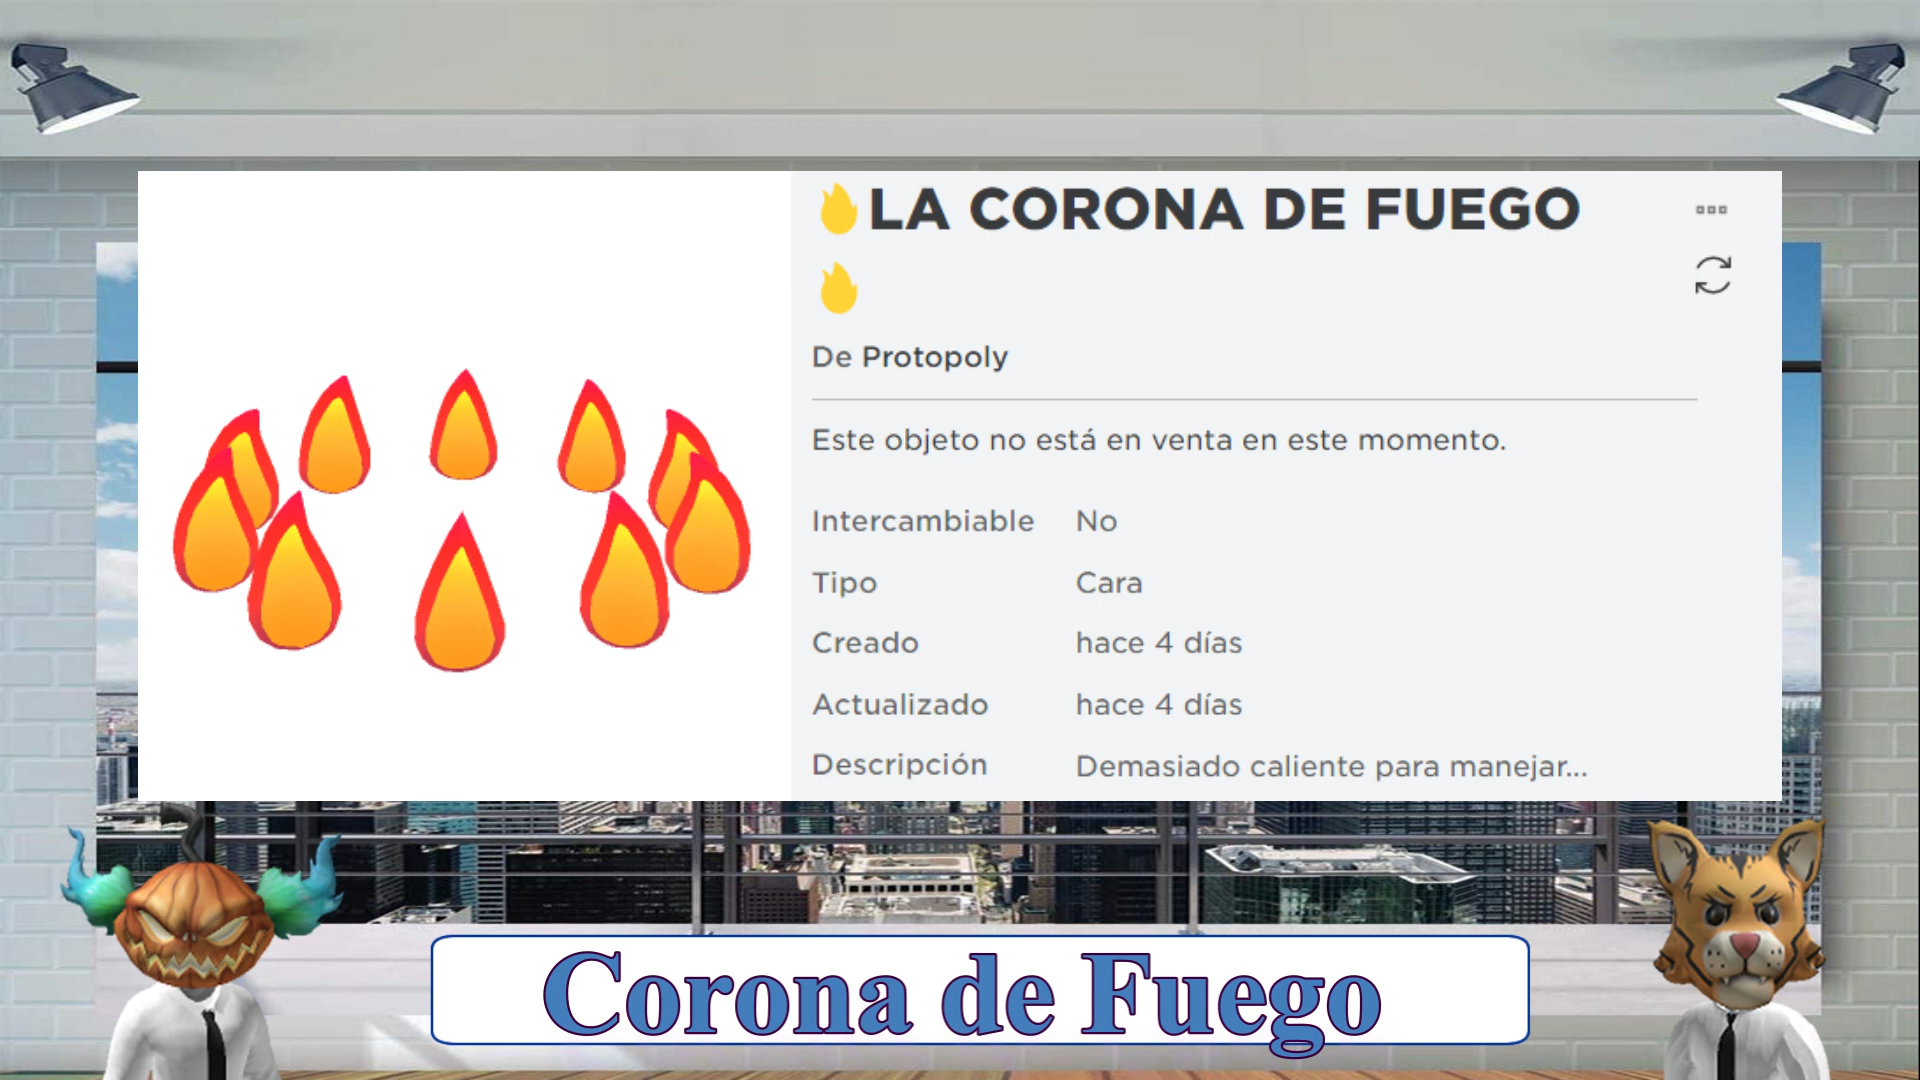 🔥LA CORONA DE FUEGO
🔥
De Protopoly
Este objeto no está en venta en este momento.
Intercambiable No
Tipo Cara
Creado hace 4 días
Actualizado hace 4 días
Descripción Demasiado caliente para manejar...
Corona de Fuego